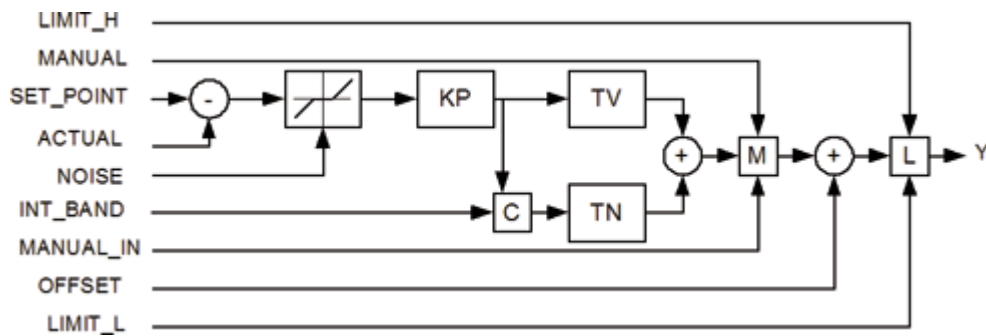 LIMIT_H
MANUAL
SET_POINT
-
KP
TV
ACTUAL
+
M
+
L
Y
NOISE
INT_BAND
C
TN
MANUAL_IN
OFFSET
LIMIT_L